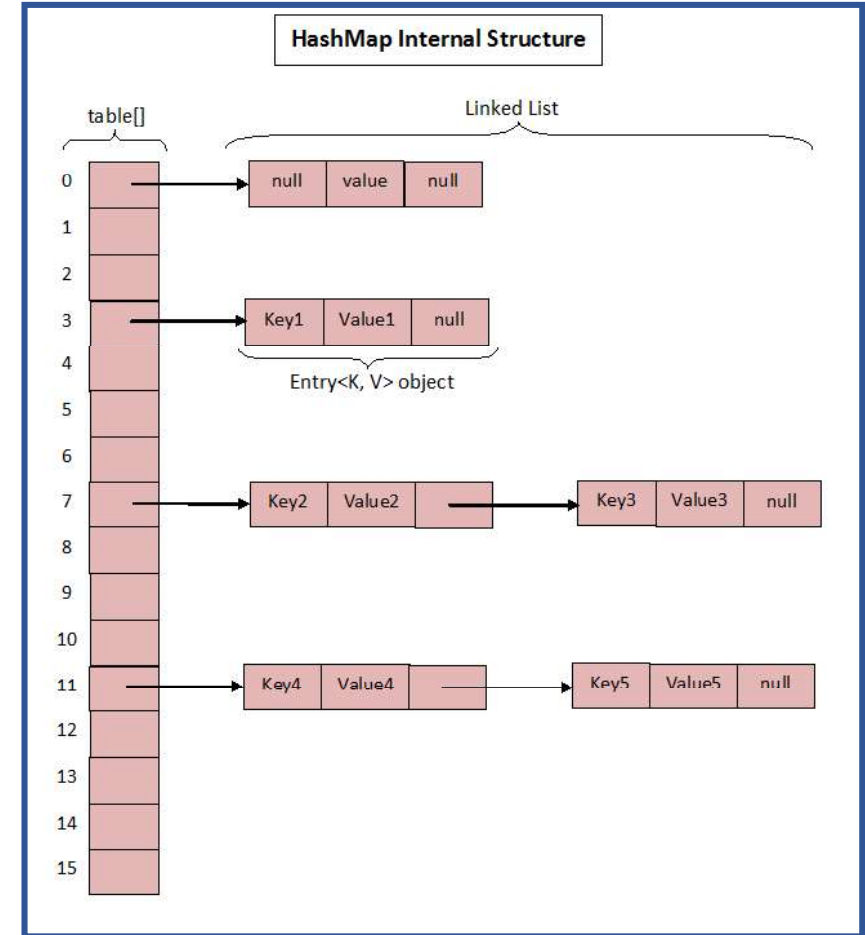 HashMap Internal Structure
table[]
Linked List
0
null value null
1
2
3
Key1 Value1 null
4
Entry<K, V> object
5
6
7
Key2 Value2
Key3 Value3 null
8
9
10
11
Key4 Value4
Key5 Value5 null
12
13
14
15